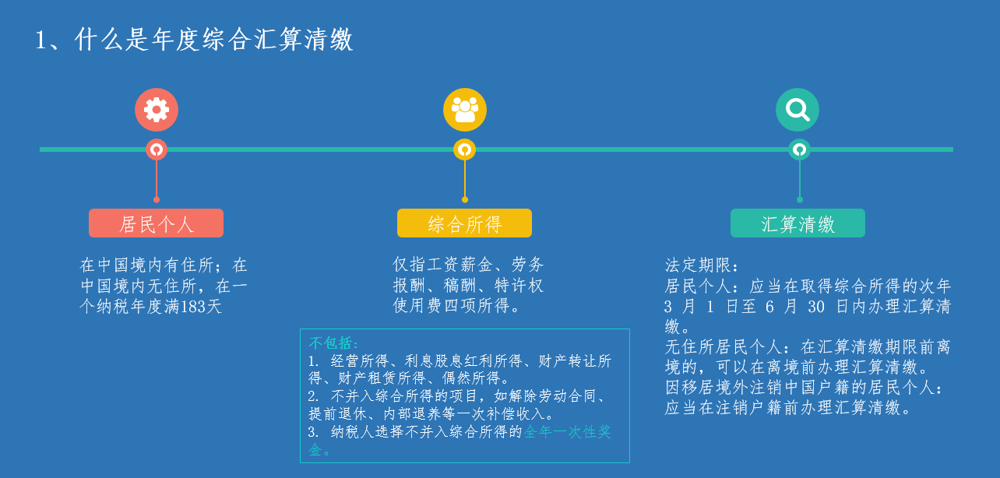 1、什么是年度综合汇算清缴
居民个人
在中国境内有住所；在
中国境内无住所，在一
个纳税年度满183天
综合所得
仅指工资薪金、劳务
报酬、稿酬、特许权
使用费四项所得。
不包括：
1. 经营所得、利息股息红利所得、财产转让所
得、财产租赁所得、偶然所得。
2. 不并入综合所得的项目，如解除劳动合同、
提前退休、内部退养等一次补偿收入。
3. 纳税人选择不并入综合所得的全年一次性奖
金。
汇算清缴
法定期限：
居民个人：应当在取得综合所得的次年
3 月 1 日至 6 月 30 日内办理汇算清
缴。
无住所居民个人：在汇算清缴期限前离
境的，可以在离境前办理汇算清缴。
因移居境外注销中国户籍的居民个人：
应当在注销户籍前办理汇算清缴。